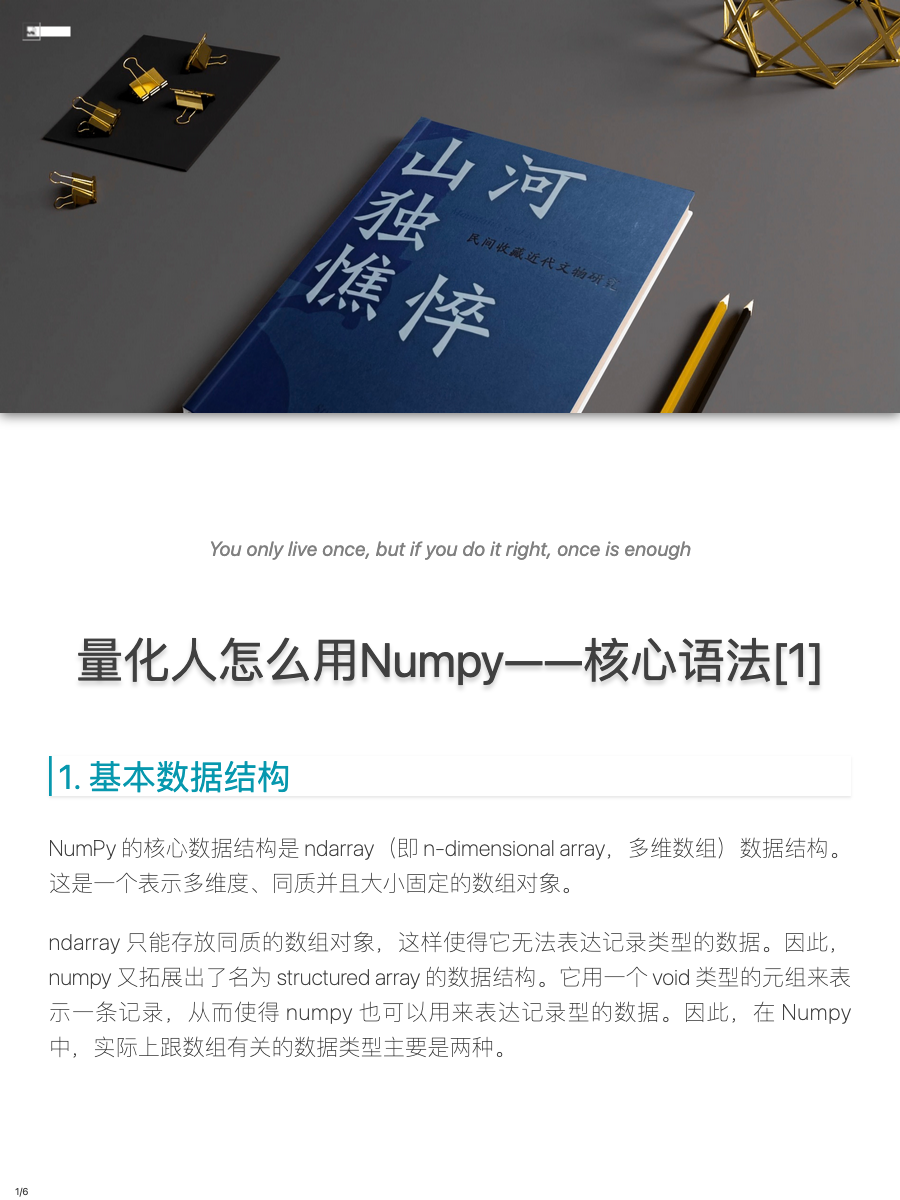 山河
独
憔悴
民间收藏近代文物研究
You only live once, but if you do it right, once is enough
量化人怎么用Numpy——核心语法[1]
1. 基本数据结构
NumPy 的核心数据结构是 ndarray（即 n-dimensional array，多维数组）数据结构。
这是一个表示多维度、同质并且大小固定的数组对象。
ndarray 只能存放同质的数组对象，这样使得它无法表达记录类型的数据。因此，
numpy 又拓展出了名为 structured array 的数据结构。它用一个 void 类型的元组来表
示一条记录，从而使得 numpy 也可以用来表达记录型的数据。因此，在 Numpy
中，实际上跟数组有关的数据类型主要是两种。
1/6